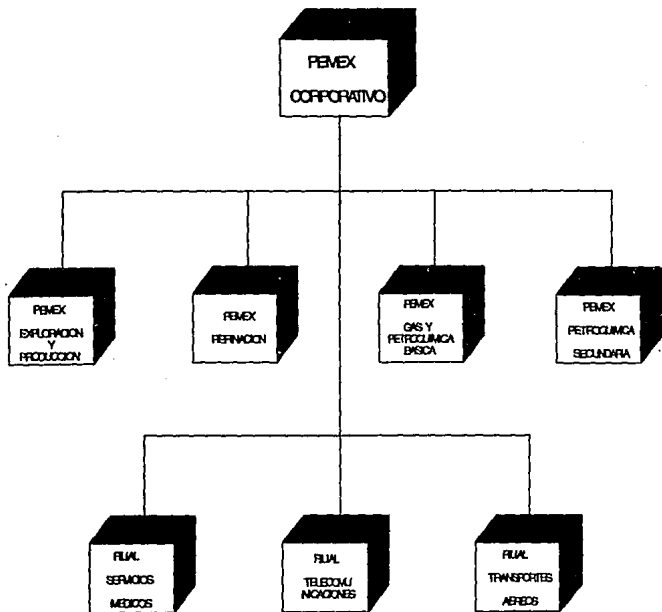 PEMEX
CORPORATIVO
PEMEX
EXPLORACION
Y
PRODUCCION
PEMEX
REFINACION
PEMEX
GAS Y
PETROQUIMICA
BASICA
PEMEX
PETROQUIMICA
SECUNDARIA
FILIAL
SERVICIOS
MEDICOS
FILIAL
TELECOMU
NICACIONES
FILIAL
TRANSPORTES
AEREOS